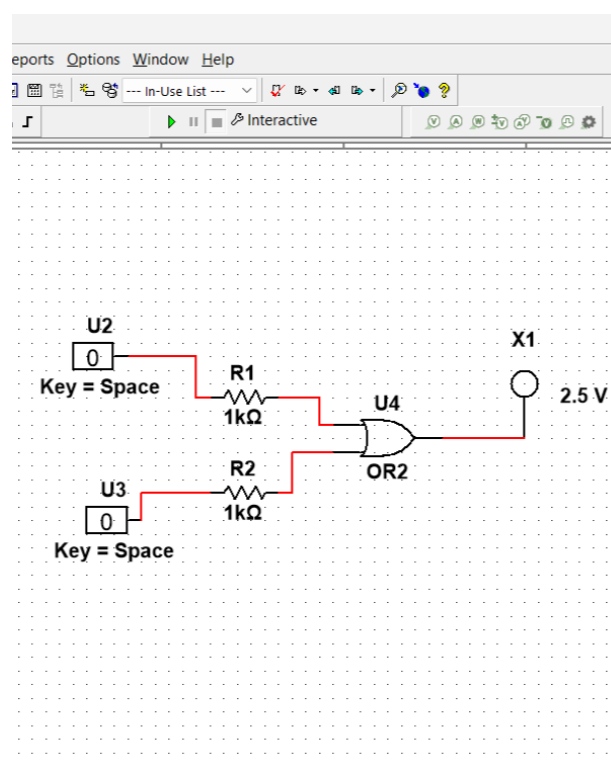 eports Options Window Help
--- In-Use List ---
Interactive
V A W V A V
U2
0
Key = Space
R1
1kΩ
X1
2.5 V
U4
OR2
R2
1kΩ
U3
0
Key = Space